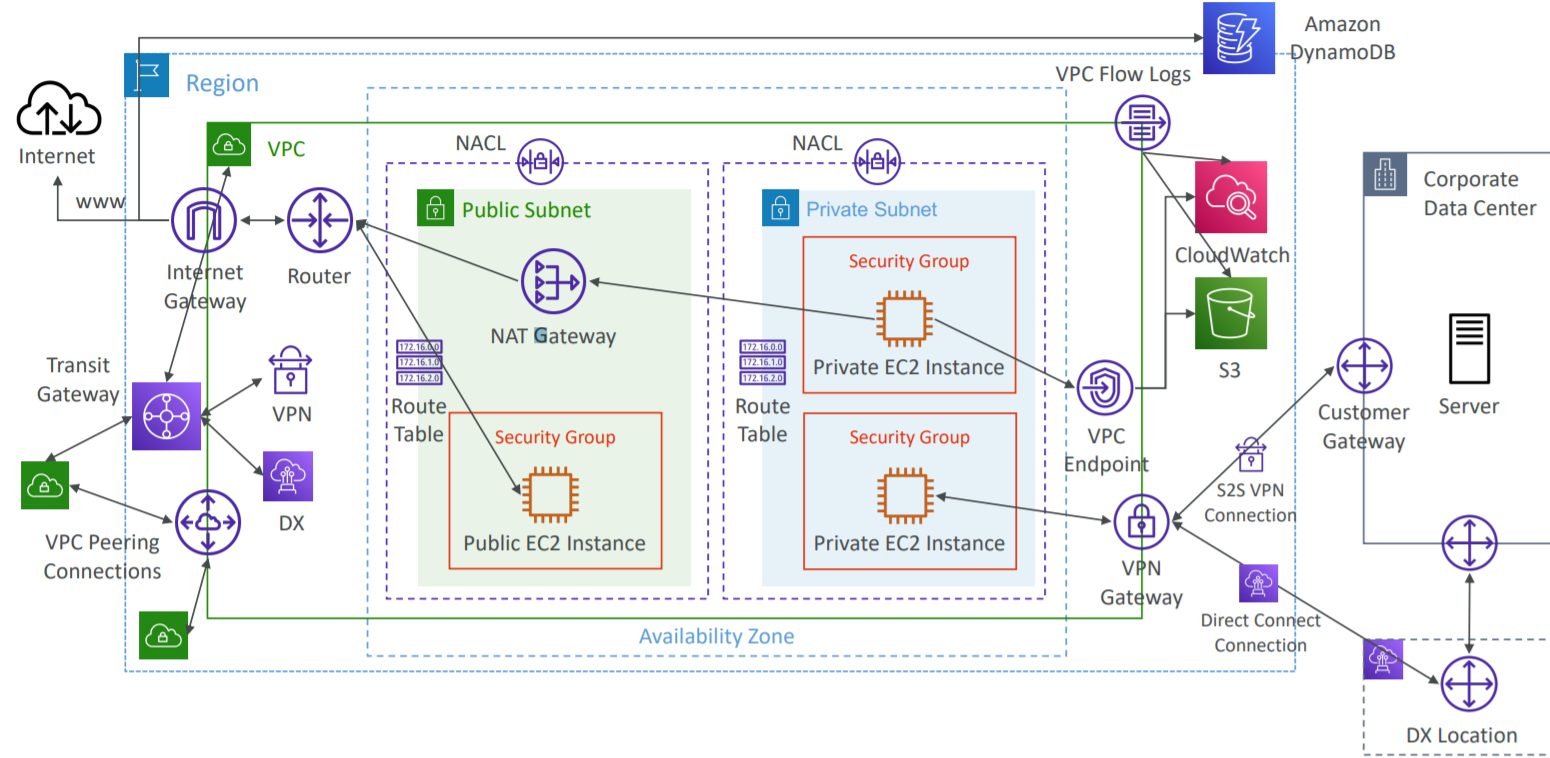 Amazon
DynamoDB
Region
VPC Flow Logs
Internet
www
VPC
NACL
NACL
Corporate
Data Center
Public Subnet
Private Subnet
Internet
Gateway
Router
Security Group
CloudWatch
NAT Gateway
Private EC2 Instance
S3
172.16.0.0
172.16.1.0
172.16.2.0
172.16.0.0
172.16.1.0
172.16.2.0
Transit
Gateway
VPN
Route
Table
Route
Table
Customer
Gateway
Server
Security Group
Security Group
VPC
Endpoint
S2S VPN
Connection
DX
VPC Peering
Connections
Public EC2 Instance
Private EC2 Instance
VPN
Gateway
Direct Connect
Connection
Availability Zone
DX Location